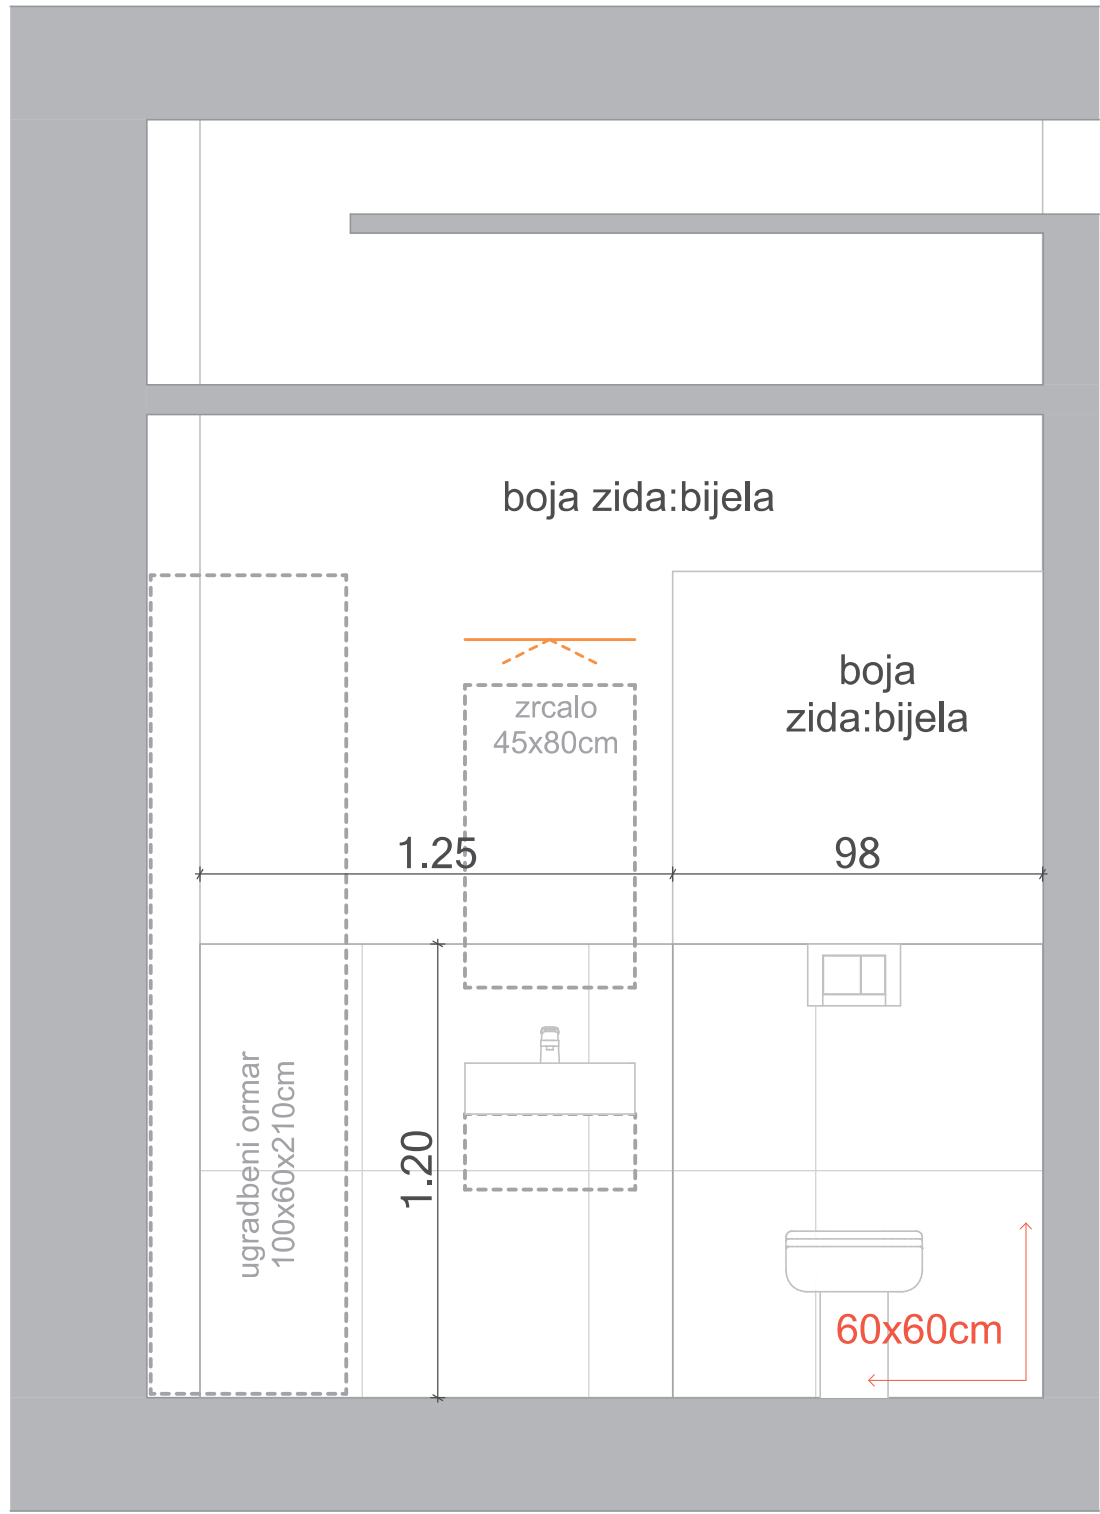 boja zida:bijela
boja
zida:bijela
zrcalo
45x80cm
1.25
98
ugradbeni ormar
100x60x210cm
1.20
60x60cm